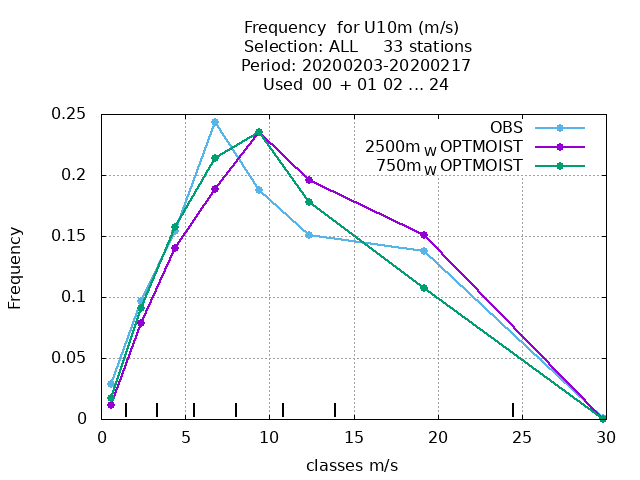 Frequency  for U10m (m/s)
Selection: ALL     33 stations
Period: 20200203-20200217
Used  00 + 01 02 ... 24
OBS
2500m W OPTMOIST
750m W OPTMOIST
0.25
0.2
0.15
0.1
0.05
0
Frequency
0 5 10 15 20 25 30
classes m/s